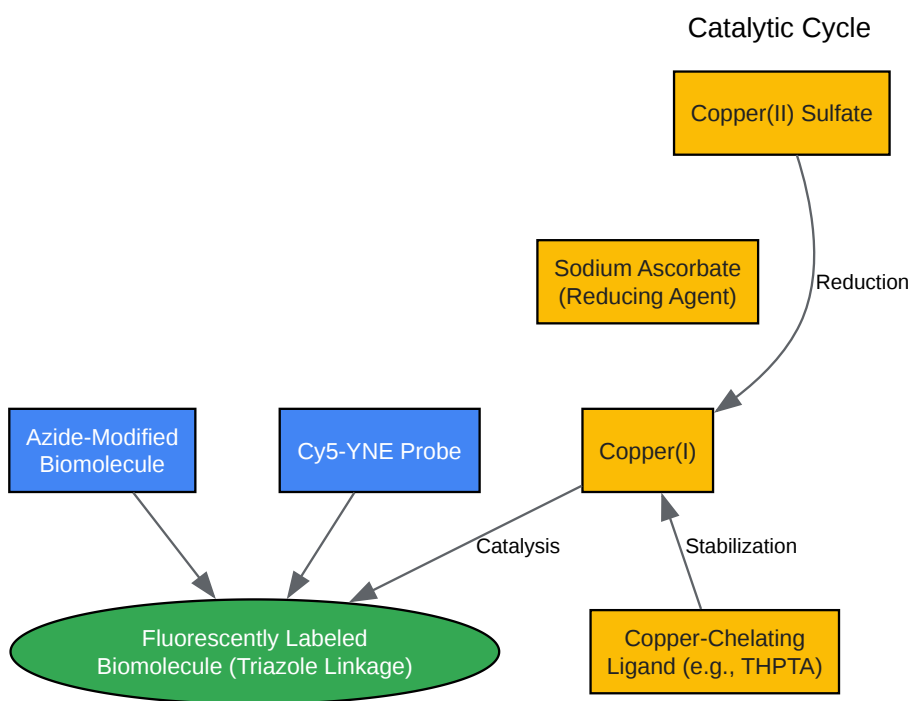 Catalytic Cycle
Copper(II) Sulfate
Sodium Ascorbate
(Reducing Agent)
Reduction
Azide-Modified
Biomolecule
Cy5-YNE Probe
Copper(I)
Catalysis
Stabilization
Fluorescently Labeled
Biomolecule (Triazole Linkage)
Copper-Chelating
Ligand (e.g., THPTA)